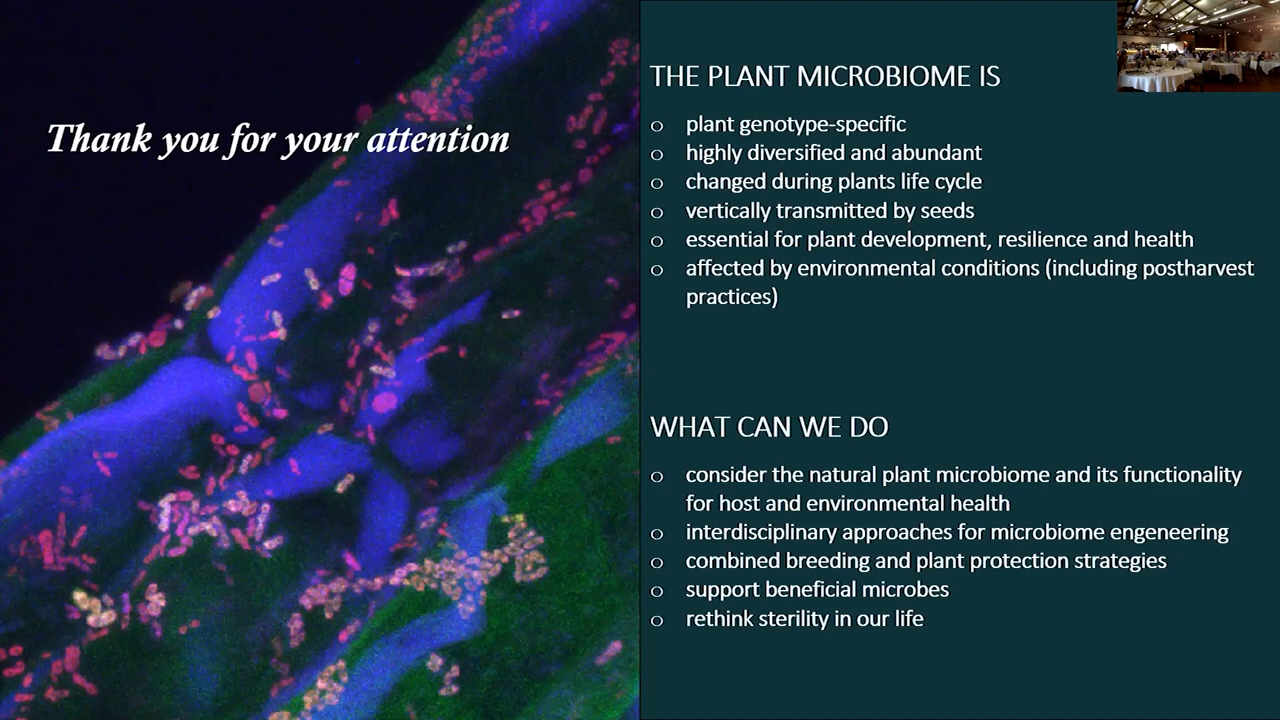 Thank you for your attention
THE PLANT MICROBIOME IS
o plant genotype-specific
o highly diversified and abundant
o changed during plants life cycle
o vertically transmitted by seeds
o essential for plant development, resilience and health
o affected by environmental conditions (including postharvest
practices)
WHAT CAN WE DO
o consider the natural plant microbiome and its functionality
for host and environmental health
o interdisciplinary approaches for microbiome engeneering
o combined breeding and plant protection strategies
o support beneficial microbes
o rethink sterility in our life